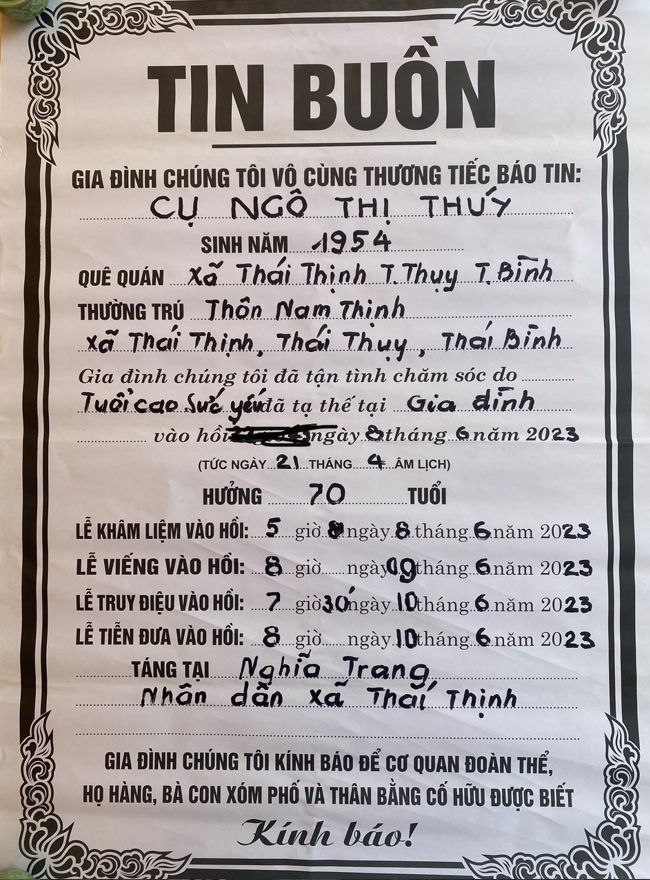 TIN BUỒN
GIA ĐÌNH CHÚNG TÔI VÔ CÙNG THƯƠNG TIẾC BÁO TIN:
CỤ NGÔ THỊ THÚY
SINH NĂM 1954
QUÊ QUÁN Xã Thái Thịnh T.Thụy T.Bình
THƯỜNG TRÚ Thôn Nam Thịnh
Xã Thái Thịnh, Thái Thụy, Thái Bình
Gia đình chúng tôi đã tận tình chăm sóc do
Tuổi cao Sức yếu đã tạ thế tại Gia đình
vào hồi ngày 8 tháng 6 năm 2023
(TỨC NGÀY 21 THÁNG 4 ÂM LỊCH)
HƯỞNG 70 TUỔI
LỄ KHÂM LIỆM VÀO HỒI: 5 giờ ngày 8 tháng 6 năm 2023
LỄ VIẾNG VÀO HỒI: 8 giờ ngày 09 tháng 6 năm 2023
LỄ TRUY ĐIỆU VÀO HỒI: 7 giờ 30' ngày 10 tháng 6 năm 2023
LỄ TIỄN ĐƯA VÀO HỒI: 8 giờ ngày 10 tháng 6 năm 2023
TÁNG TẠI Nghĩa Trang
Nhân dân xã Thái Thịnh
GIA ĐÌNH CHÚNG TÔI KÍNH BÁO ĐỂ CƠ QUAN ĐOÀN THỂ,
HỌ HÀNG, BÀ CON XÓM PHỐ VÀ THÂN BẰNG CỐ HỮU ĐƯỢC BIẾT
Kính báo!